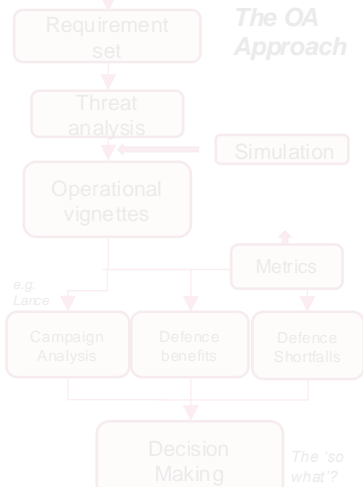 The OA
Approach
Requirement
set
Threat
analysis
Simulation
Operational
vignettes
Metrics
e.g.
Lance
Campaign
Analysis
Defence
benefits
Defence
Shortfalls
Decision
Making
The 'so
what'?